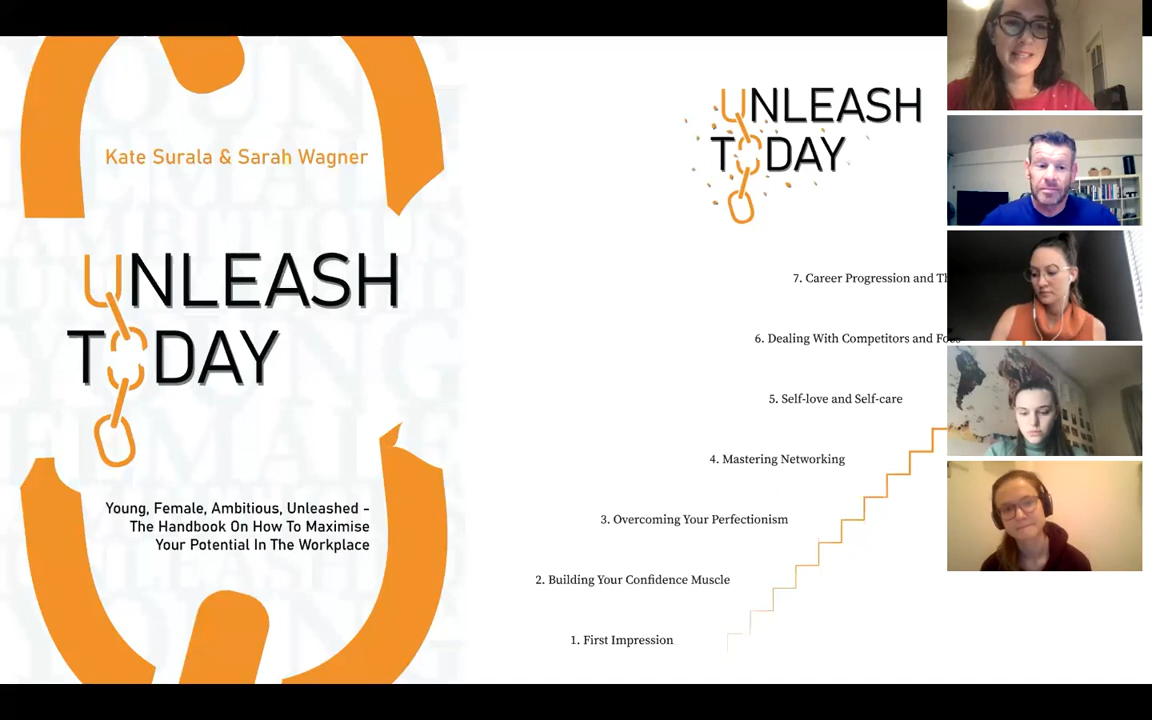 Kate Surala & Sarah Wagner
UNLEASH
TODAY
Young, Female, Ambitious, Unleashed -
The Handbook On How To Maximise
Your Potential In The Workplace
UNLEASH
TODAY
7. Career Progression and
6. Dealing With Competitors and
5. Self-love and Self-care
4. Mastering Networking
3. Overcoming Your Perfectionism
2. Building Your Confidence Muscle
1. First Impression